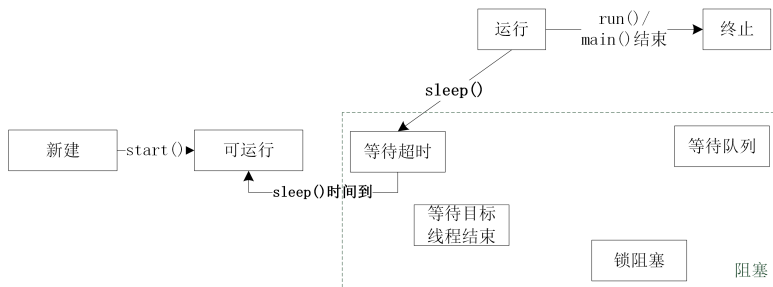 运行
run()/
main()结束
终止
sleep()
新建
start()
可运行
等待超时
等待队列
sleep()时间到
等待目标
线程结束
锁阻塞
阻塞